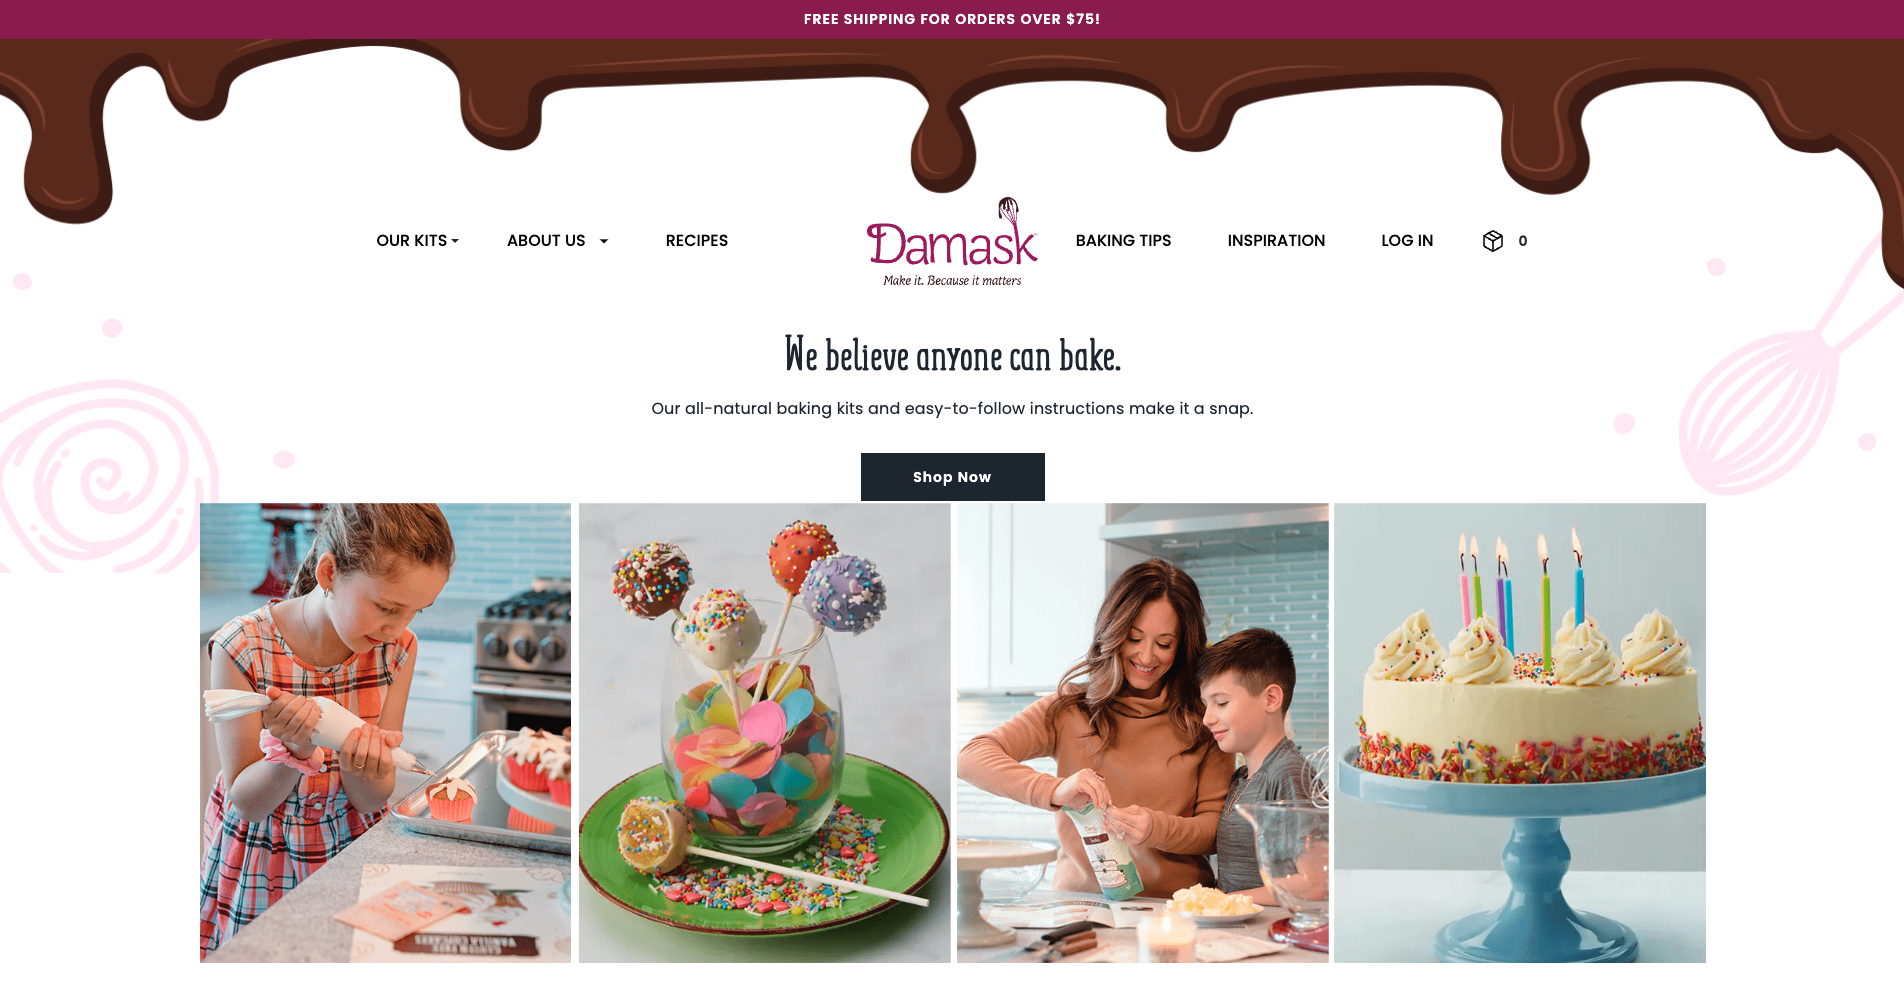 FREE SHIPPING FOR ORDERS OVER $75!
OUR KITS
ABOUT US
RECIPES
Damask
Make it. Because it matters
BAKING TIPS
INSPIRATION
LOG IN
0
We believe anyone can bake.
Our all-natural baking kits and easy-to-follow instructions make it a snap.
Shop Now
VANILLA CUPCAKES